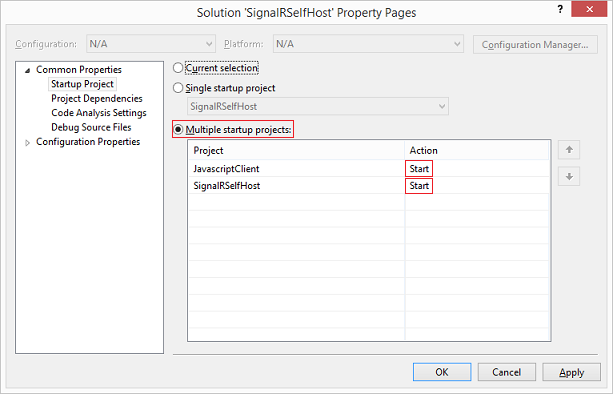 Solution 'SignalRSelfHost' Property Pages
? ×
Configuration: N/A Platform: N/A Configuration Manager...
Common Properties
Startup Project
Project Dependencies
Code Analysis Settings
Debug Source Files
Configuration Properties
Current selection
Single startup project
SignalRSelfHost
Multiple startup projects:
Project Action
JavascriptClient Start
SignalRSelfHost Start
OK Cancel Apply